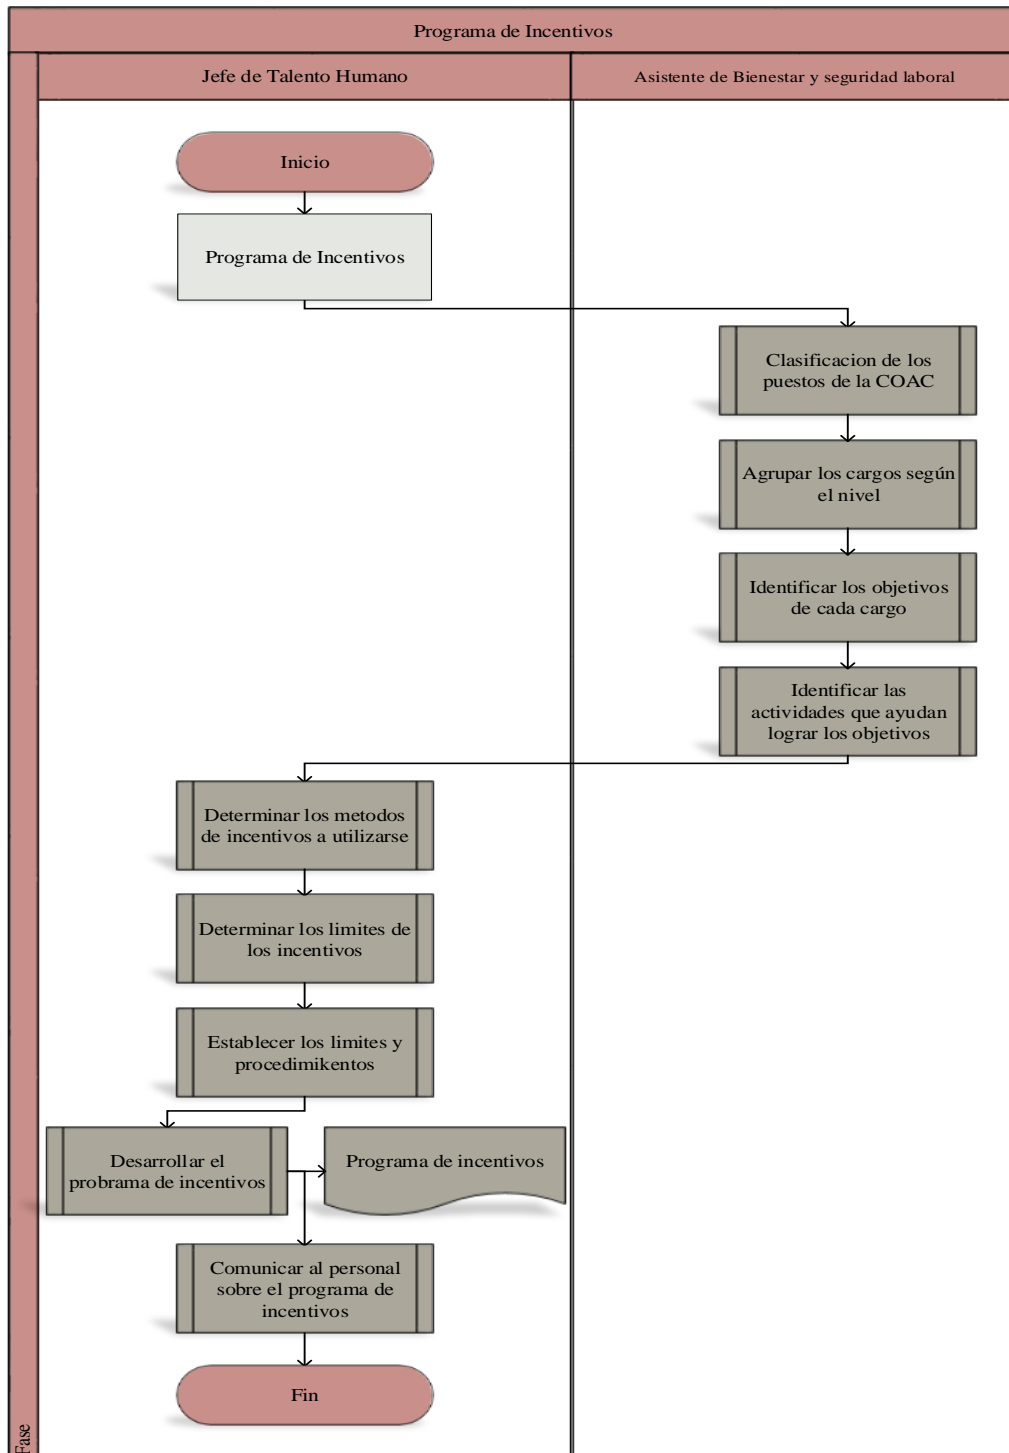 Programa de Incentivos
Jefe de Talento Humano
Asistente de Bienestar y seguridad laboral
Inicio
Programa de Incentivos
Clasificacion de los
puestos de la COAC
Agrupar los cargos según
el nivel
Identificar los objetivos
de cada cargo
Identificar las
actividades que ayudan
lograr los objetivos
Determinar los metodos
de incentivos a utilizarse
Determinar los limites de
los incentivos
Establecer los limites y
procedimikentos
Desarrollar el
probrama de incentivos
Programa de incentivos
Comunicar al personal
sobre el programa de
incentivos
Fin
Fase